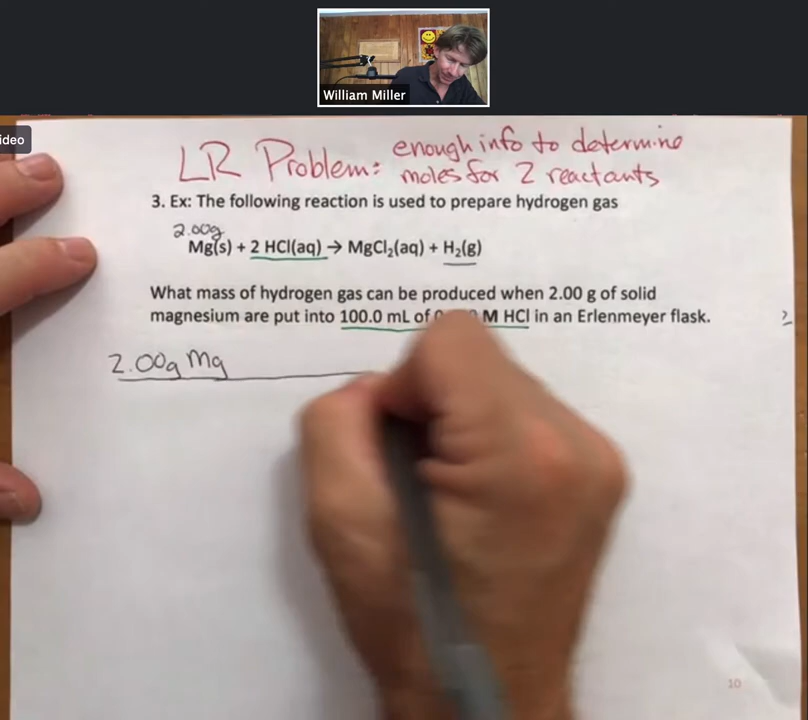 William Miller
ideo
LR Problem: enough info to determine
moles for 2 reactants
3. Ex: The following reaction is used to prepare hydrogen gas
2.00g
Mg(s) + 2 HCl(aq) → MgCl₂(aq) + H₂(g)
What mass of hydrogen gas can be produced when 2.00 g of solid
magnesium are put into 100.0 mL of M HCl in an Erlenmeyer flask.
2.00g Mg
10